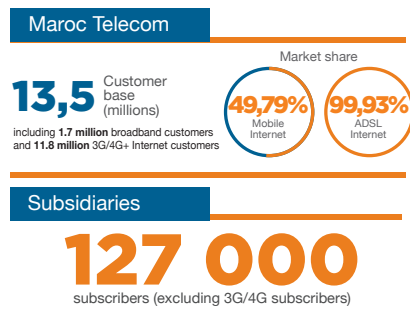 Maroc Telecom
13,5
Customer
base
(millions)
including 1.7 million broadband customers
and 11.8 million 3G/4G+ Internet customers
Market share
49,79%
Mobile
Internet
99,93%
ADSL
Internet
Subsidiaries
127 000
subscribers (excluding 3G/4G subscribers)